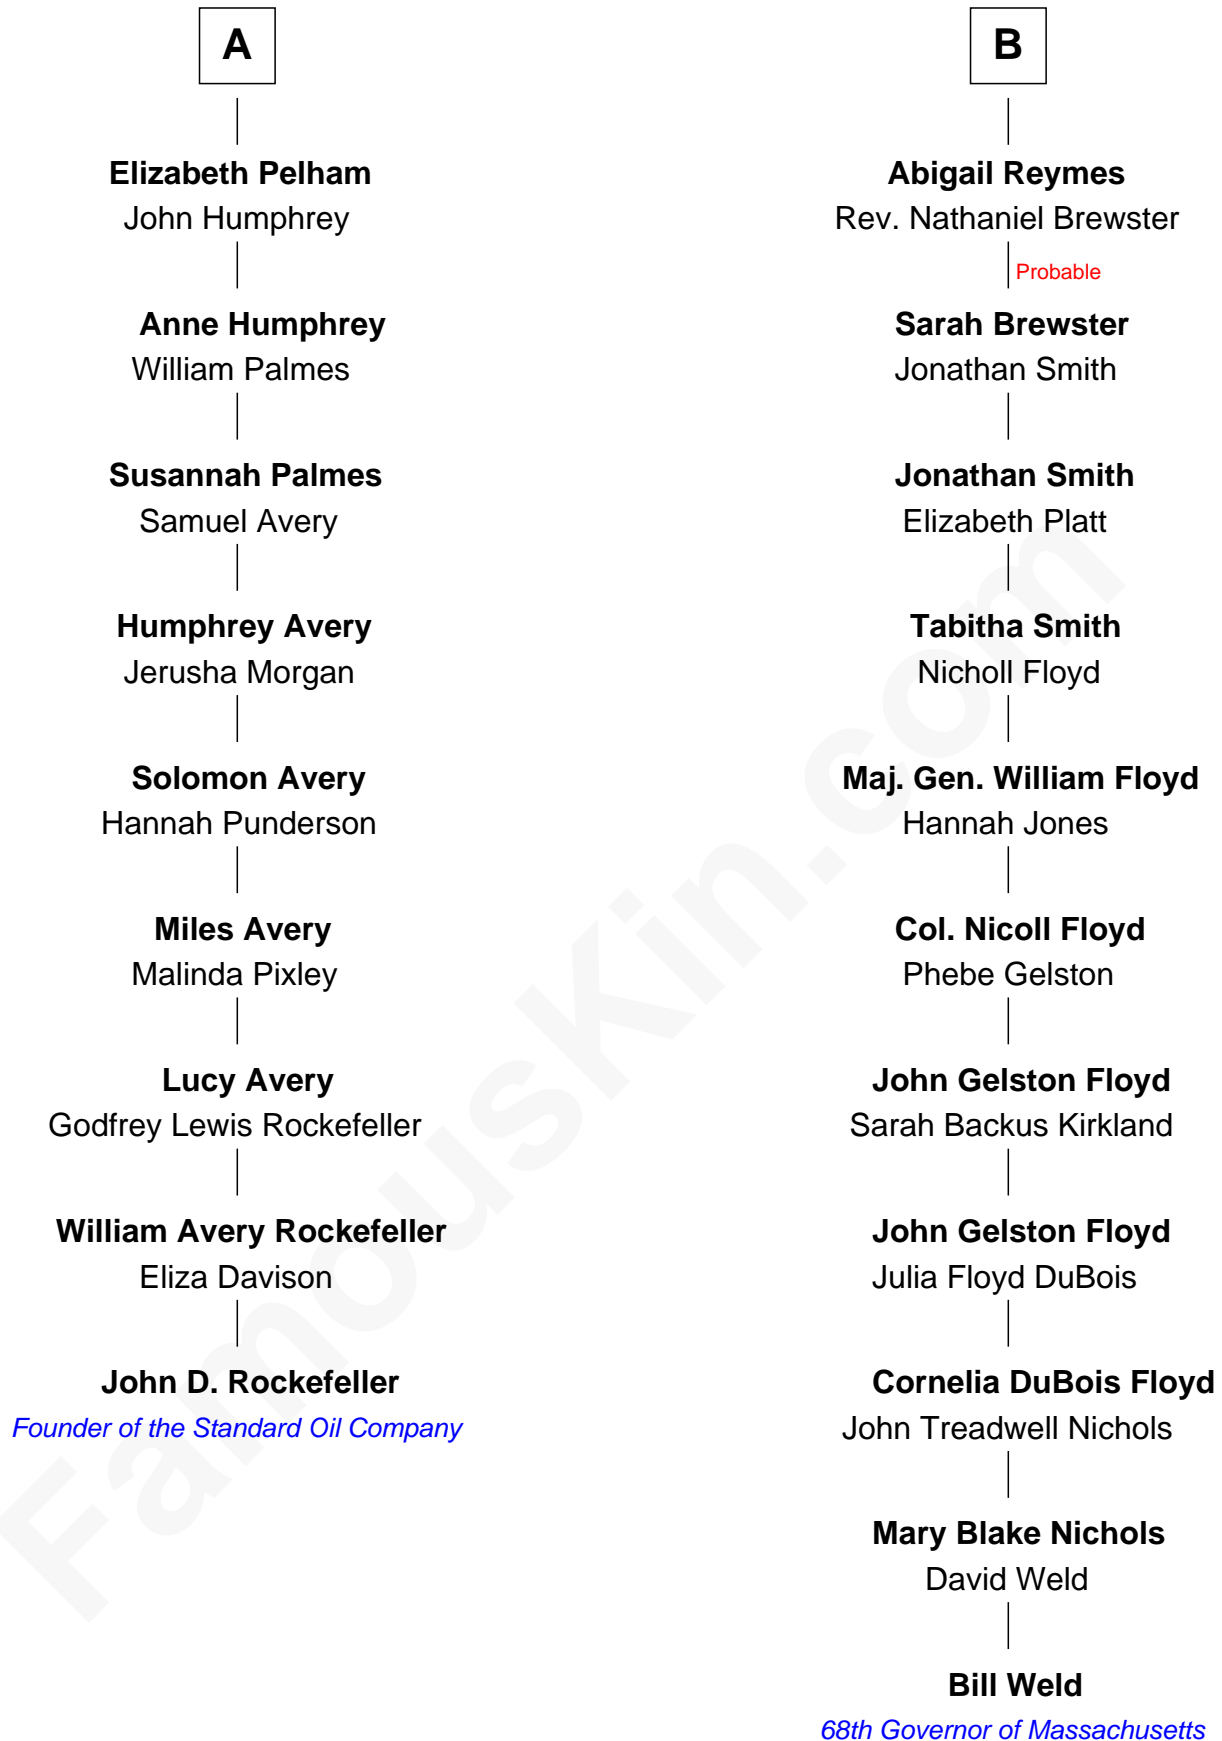 A
Elizabeth Pelham
John Humphrey
Anne Humphrey
William Palmes
Susannah Palmes
Samuel Avery
Humphrey Avery
Jerusha Morgan
Solomon Avery
Hannah Punderson
Miles Avery
Malinda Pixley
Lucy Avery
Godfrey Lewis Rockefeller
William Avery Rockefeller
Eliza Davison
John D. Rockefeller
Founder of the Standard Oil Company
B
Abigail Reymes
Rev. Nathaniel Brewster
Probable
Sarah Brewster
Jonathan Smith
Jonathan Smith
Elizabeth Platt
Tabitha Smith
Nicholl Floyd
Maj. Gen. William Floyd
Hannah Jones
Col. Nicoll Floyd
Phebe Gelston
John Gelston Floyd
Sarah Backus Kirkland
John Gelston Floyd
Julia Floyd DuBois
Cornelia DuBois Floyd
John Treadwell Nichols
Mary Blake Nichols
David Weld
Bill Weld
68th Governor of Massachusetts
FamousKin.com